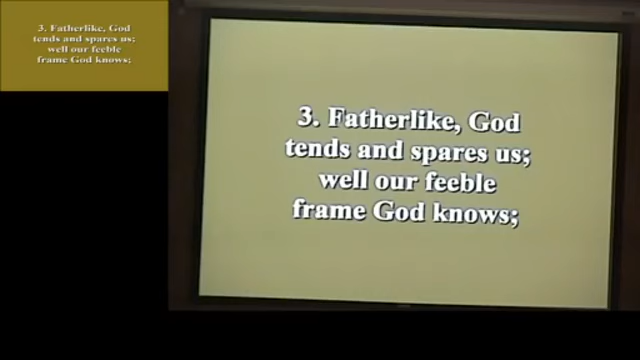 3. Fatherlike, God
tends and spares us;
well our feeble
frame God knows;
3. Fatherlike, God
tends and spares us;
well our feeble
frame God knows;